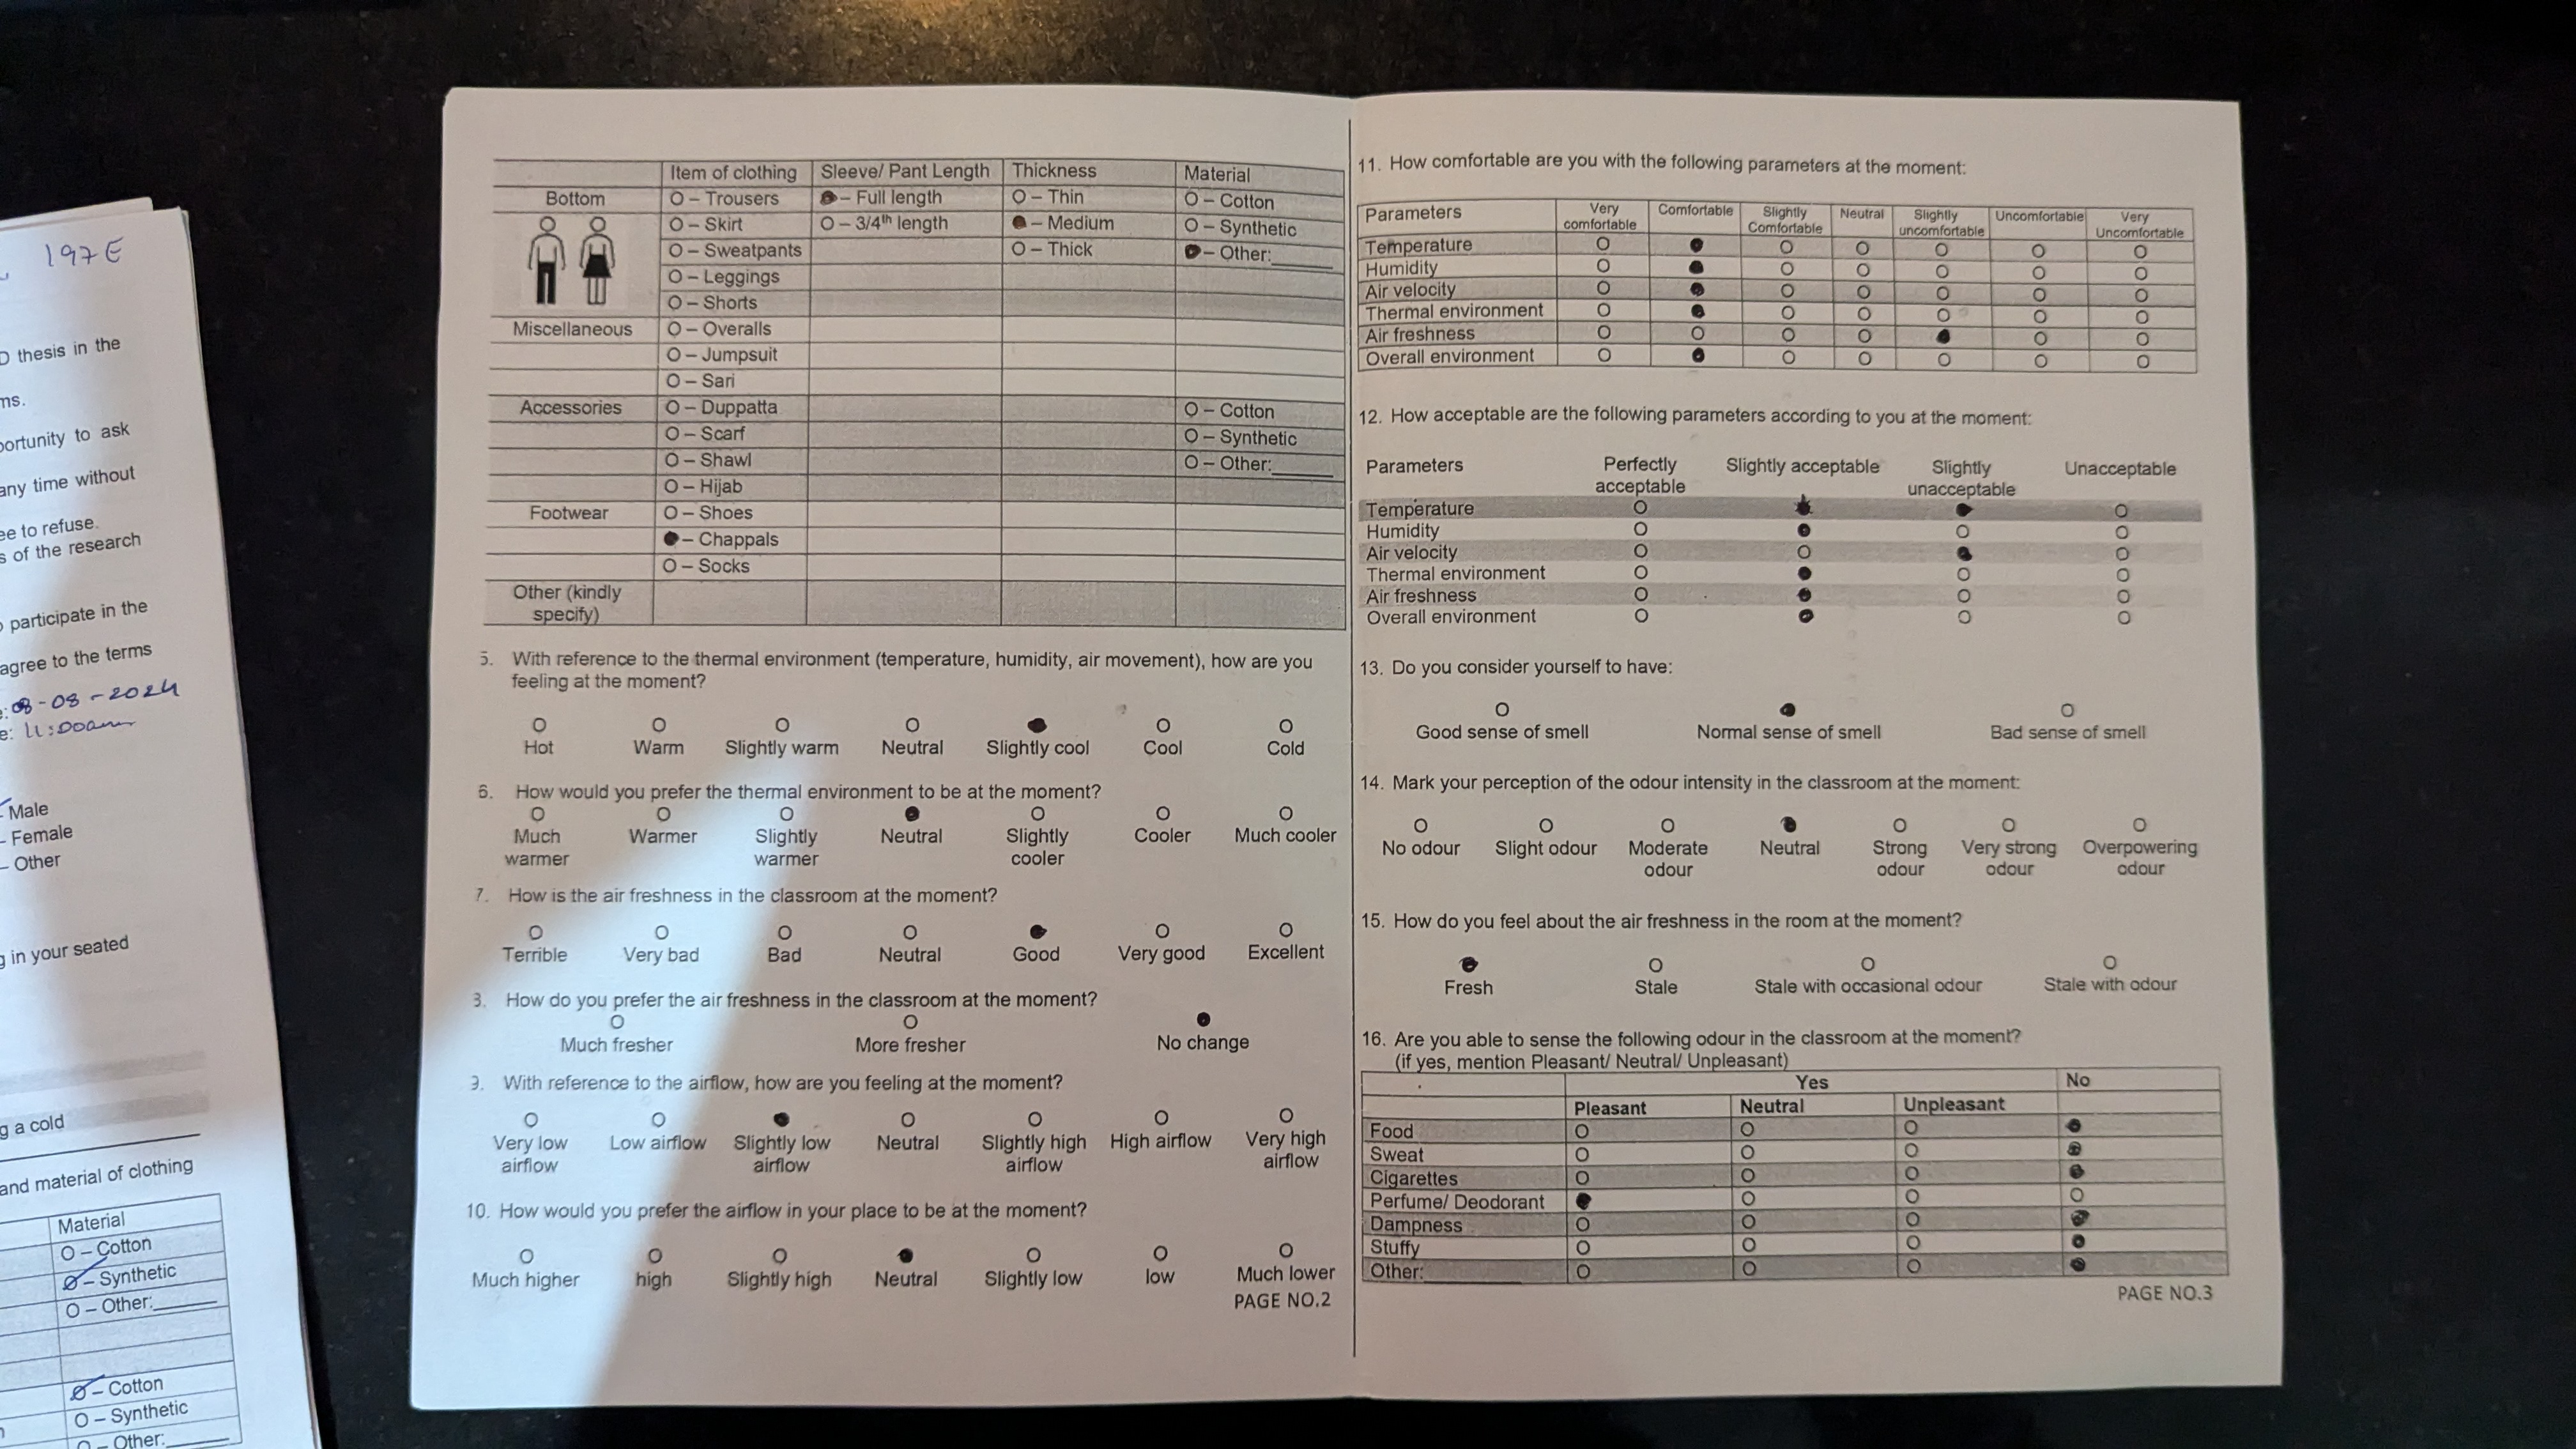 197E
D thesis in the
ms.
portunity to ask
any time without
ee to refuse.
s of the research
participate in the
agree to the terms
e: 08-08-2024
e: 11:00am
Male
Female
Other
g in your seated
g a cold
and material of clothing
Material
O – Cotton
O – Synthetic
O – Other:______
O – Cotton
O – Synthetic
O – Other:______
Item of clothing Sleeve/ Pant Length Thickness Material
Bottom O – Trousers ● – Full length O – Thin O – Cotton
O – Skirt O – 3/4th length ● – Medium O – Synthetic
O – Sweatpants O – Thick ● – Other:______
O – Leggings
O – Shorts
Miscellaneous O – Overalls
O – Jumpsuit
O – Sari
Accessories O – Duppatta O – Cotton
O – Scarf O – Synthetic
O – Shawl O – Other:______
O – Hijab
Footwear O – Shoes
● – Chappals
O – Socks
Other (kindly
specify)
5. With reference to the thermal environment (temperature, humidity, air movement), how are you
feeling at the moment?
Hot Warm Slightly warm Neutral Slightly cool Cool Cold
6. How would you prefer the thermal environment to be at the moment?
Much Warmer Slightly Neutral Slightly Cooler Much cooler
warmer warmer cooler
7. How is the air freshness in the classroom at the moment?
Terrible Very bad Bad Neutral Good Very good Excellent
8. How do you prefer the air freshness in the classroom at the moment?
Much fresher More fresher No change
9. With reference to the airflow, how are you feeling at the moment?
Very low Low airflow Slightly low Neutral Slightly high High airflow Very high
airflow airflow airflow airflow
10. How would you prefer the airflow in your place to be at the moment?
Much higher high Slightly high Neutral Slightly low low Much lower
PAGE NO.2
11. How comfortable are you with the following parameters at the moment:
Parameters Very Comfortable Slightly Neutral Slightly Uncomfortable Very
comfortable Comfortable uncomfortable Uncomfortable
Temperature O ● O O O O O
Humidity O ● O O O O O
Air velocity O ● O O O O O
Thermal environment O ● O O O O O
Air freshness O O O O ● O O
Overall environment O ● O O O O O
12. How acceptable are the following parameters according to you at the moment:
Parameters Perfectly Slightly acceptable Slightly Unacceptable
acceptable unacceptable
Temperature O ● ● O
Humidity O ● O O
Air velocity O O ● O
Thermal environment O ● O O
Air freshness O ● O O
Overall environment O ● O O
13. Do you consider yourself to have:
Good sense of smell Normal sense of smell Bad sense of smell
14. Mark your perception of the odour intensity in the classroom at the moment:
No odour Slight odour Moderate Neutral Strong Very strong Overpowering
odour odour odour odour
15. How do you feel about the air freshness in the room at the moment?
Fresh Stale Stale with occasional odour Stale with odour
16. Are you able to sense the following odour in the classroom at the moment?
(if yes, mention Pleasant/ Neutral/ Unpleasant)
Yes No
Pleasant Neutral Unpleasant
Food O O O ●
Sweat O O O ●
Cigarettes O O O ●
Perfume/ Deodorant ● O O O
Dampness O O O ●
Stuffy O O O ●
Other:______ O O O ●
PAGE NO.3